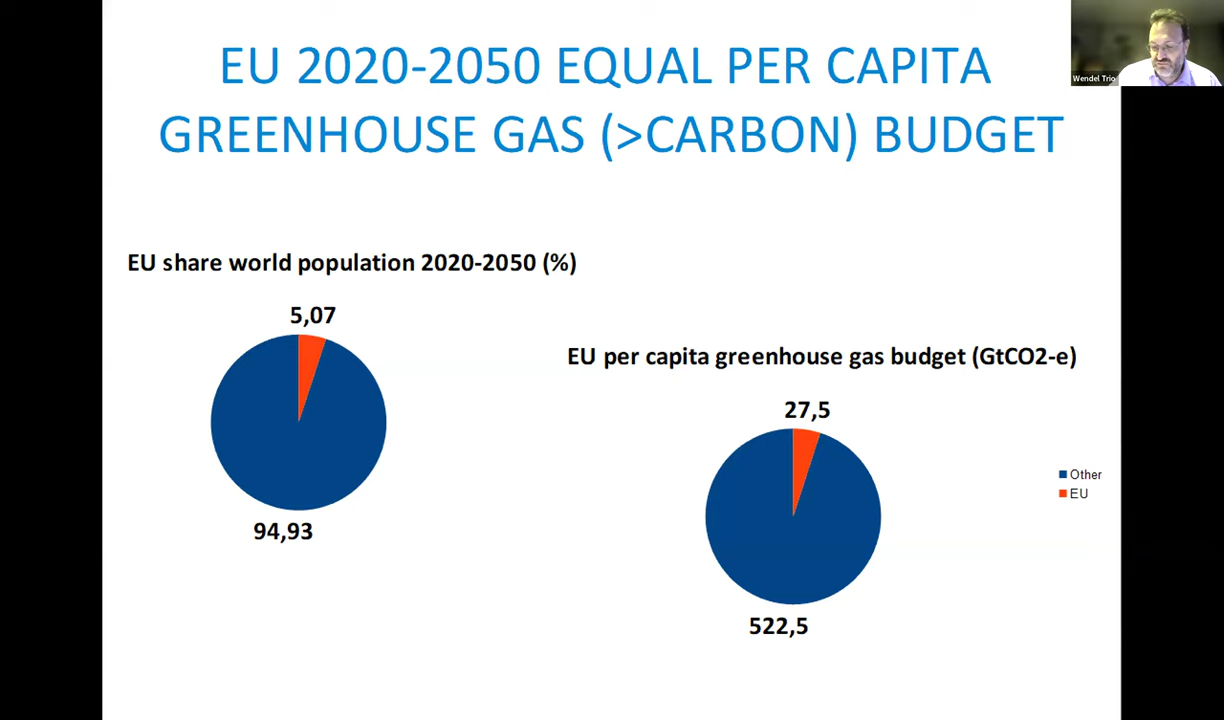 EU 2020-2050 EQUAL PER CAPITA
GREENHOUSE GAS (>CARBON) BUDGET
Wendel Trio
EU share world population 2020-2050 (%)
5,07
94,93
EU per capita greenhouse gas budget (GtCO2-e)
27,5
522,5
Other
EU